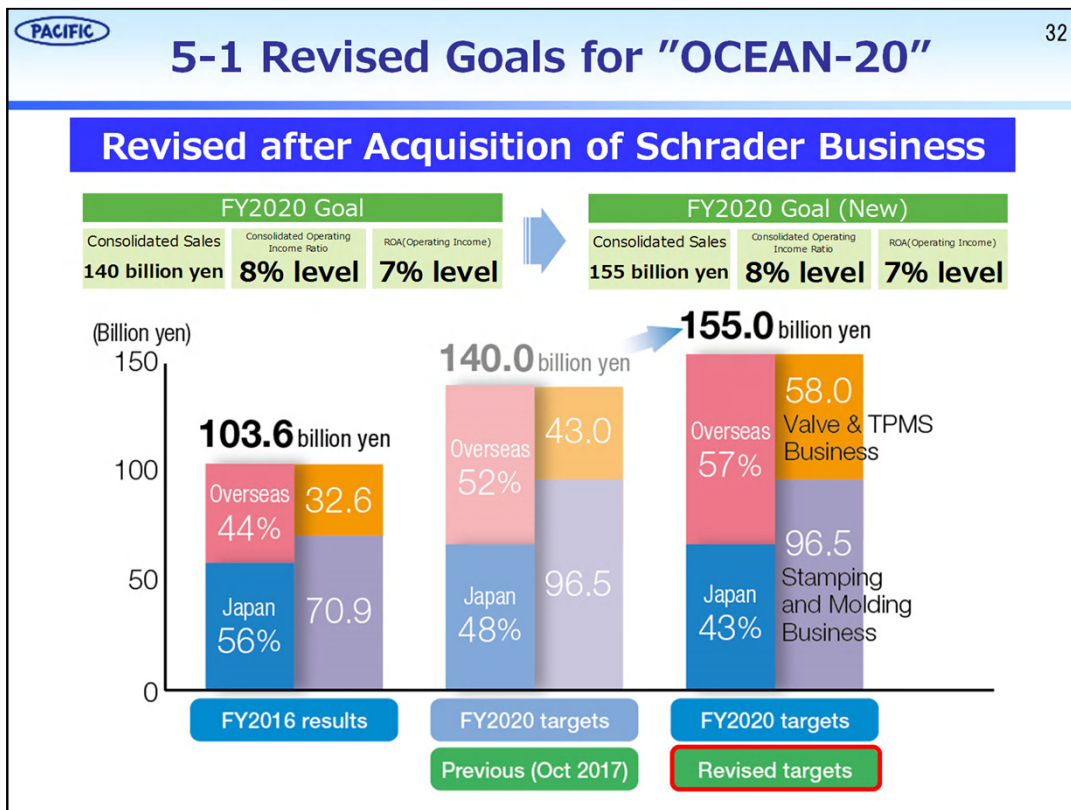 PACIFIC
32
5-1 Revised Goals for ”OCEAN-20”
Revised after Acquisition of Schrader Business
FY2020 Goal
Consolidated Sales
140 billion yen
Consolidated Operating
Income Ratio
8% level
ROA(Operating Income)
7% level
FY2020 Goal (New)
Consolidated Sales
155 billion yen
Consolidated Operating
Income Ratio
8% level
ROA(Operating Income)
7% level
(Billion yen)
150
100
50
0
103.6 billion yen
Overseas
44%
32.6
Japan
56%
70.9
140.0 billion yen
Overseas
52%
43.0
Japan
48%
96.5
155.0 billion yen
Overseas
57%
58.0
Valve & TPMS
Business
Japan
43%
96.5
Stamping
and Molding
Business
FY2016 results
FY2020 targets
Previous (Oct 2017)
FY2020 targets
Revised targets